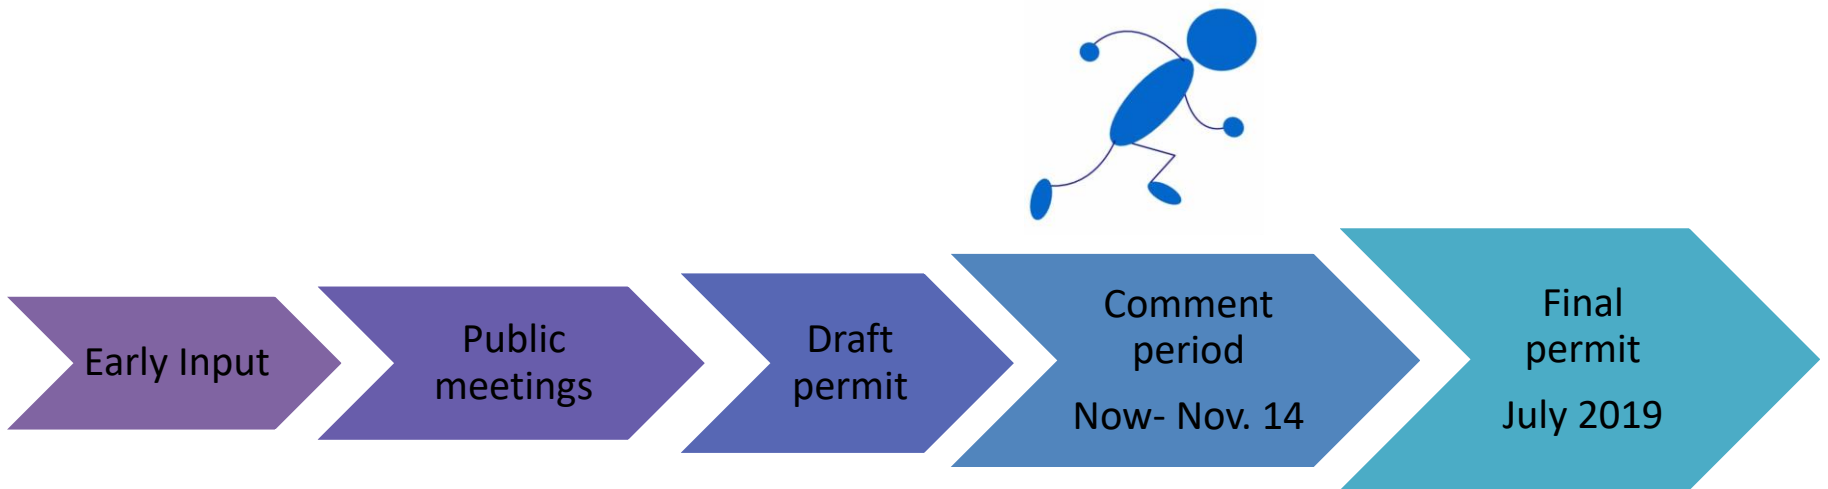 Early Input
Public
meetings
Draft
permit
Comment
period
Now- Nov. 14
Final
permit
July 2019